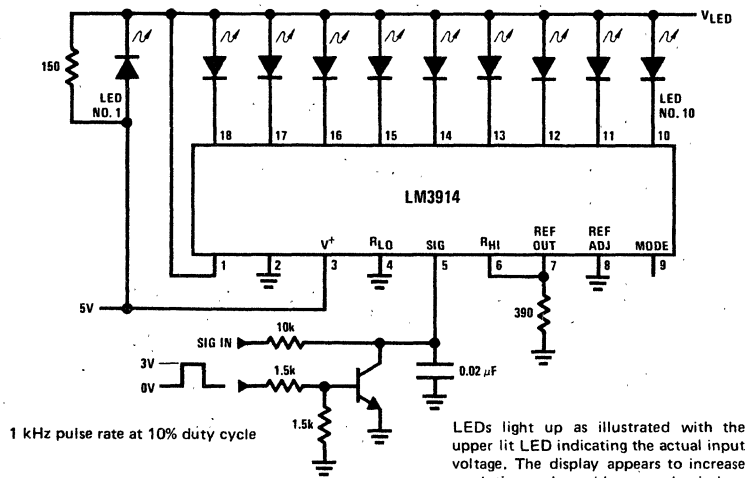 V LED
150
LED
NO. 1
LED
NO. 10
18 17 16 15 14 13 12 11 10
LM3914
V+ RLO SIG RHI REF OUT REF ADJ MODE
1 2 3 4 5 6 7 8 9
5V
390
SIG IN
10k
3V
0V
1.5k
0.02 µF
1.5k
1 kHz pulse rate at 10% duty cycle
LEDs light up as illustrated with the
upper lit LED indicating the actual input
voltage. The display appears to increase